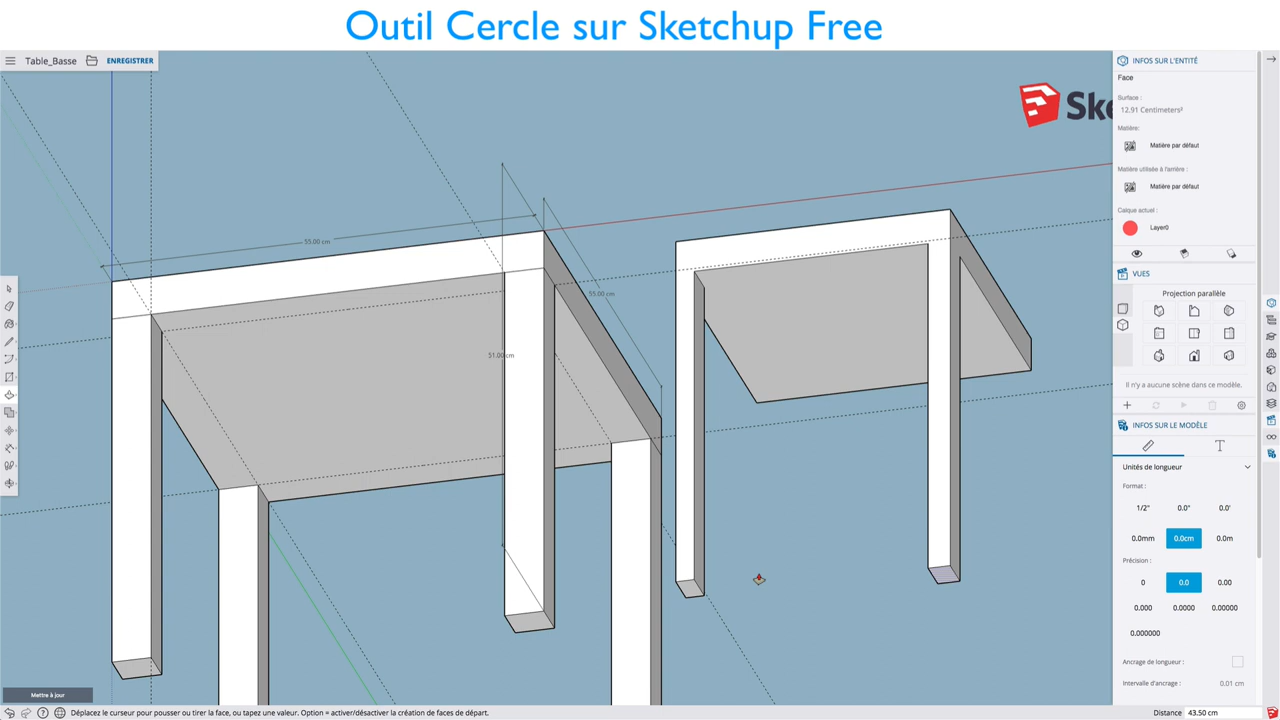 Outil Cercle sur Sketchup Free
Table_Basse
ENREGISTRER
Ske
55.00 cm
55.00 cm
51.00 cm
INFOS SUR L'ENTITÉ
Face
Surface :
12.91 Centimeters²
Matière:
Matière par défaut
Matière utilisée à l'arrière :
Matière par défaut
Calque actuel :
Layer0
VUES
Projection parallèle
Il n'y a aucune scène dans ce modèle.
INFOS SUR LE MODÈLE
Unités de longueur
Format :
1/2" 0.0" 0.0'
0.0mm 0.0cm 0.0m
Précision :
0 0.0 0.00
0.000 0.0000 0.00000
0.000000
Ancrage de longueur :
Intervalle d'ancrage : 0.01 cm
Mettre à jour
Déplacez le curseur pour pousser ou tirer la face, ou tapez une valeur. Option = activer/désactiver la création de faces de départ.
Distance 43.50 cm